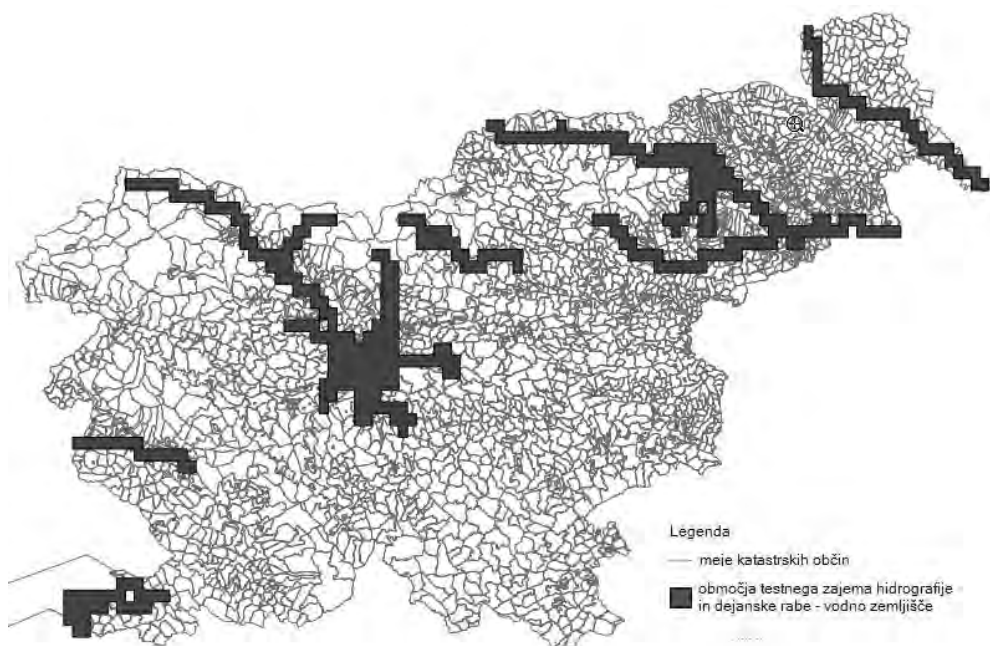 Legenda
meje katastrskih občin
območja testnega zajema hidrografije
in dejanske rabe - vodno zemljišče